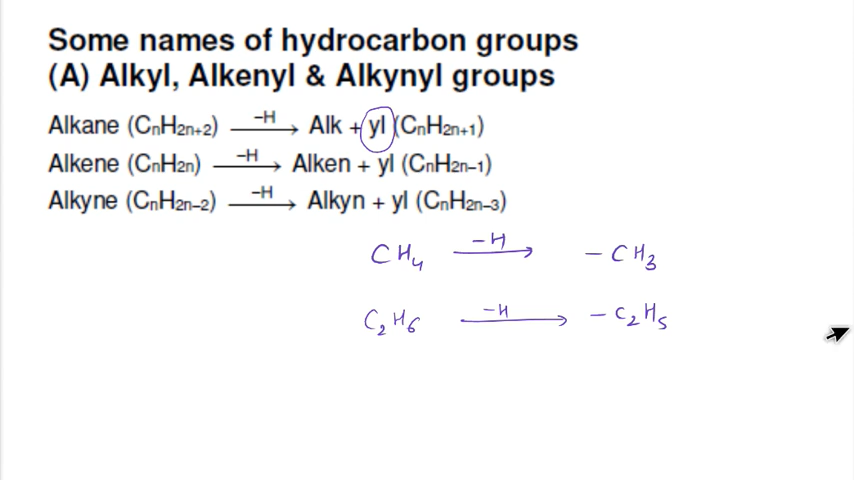 Some names of hydrocarbon groups
(A) Alkyl, Alkenyl & Alkynyl groups
Alkane (CnH2n+2) –H → Alk + yl (CnH2n+1)
Alkene (CnH2n) –H → Alken + yl (CnH2n–1)
Alkyne (CnH2n–2) –H → Alkyn + yl (CnH2n–3)
CH4 –H → –CH3
C2H6 –H → –C2H5